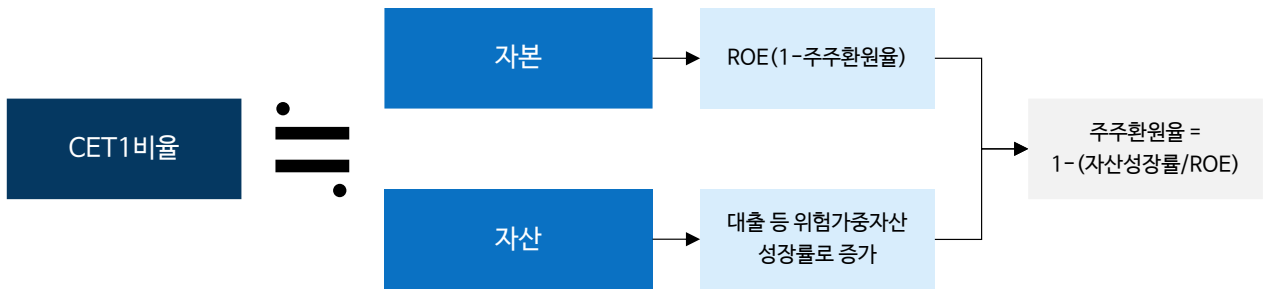 CET1비율
≒
자본
ROE(1-주주환원율)
자산
대출 등 위험가중자산
성장률로 증가
주주환원율 =
1-(자산성장률/ROE)